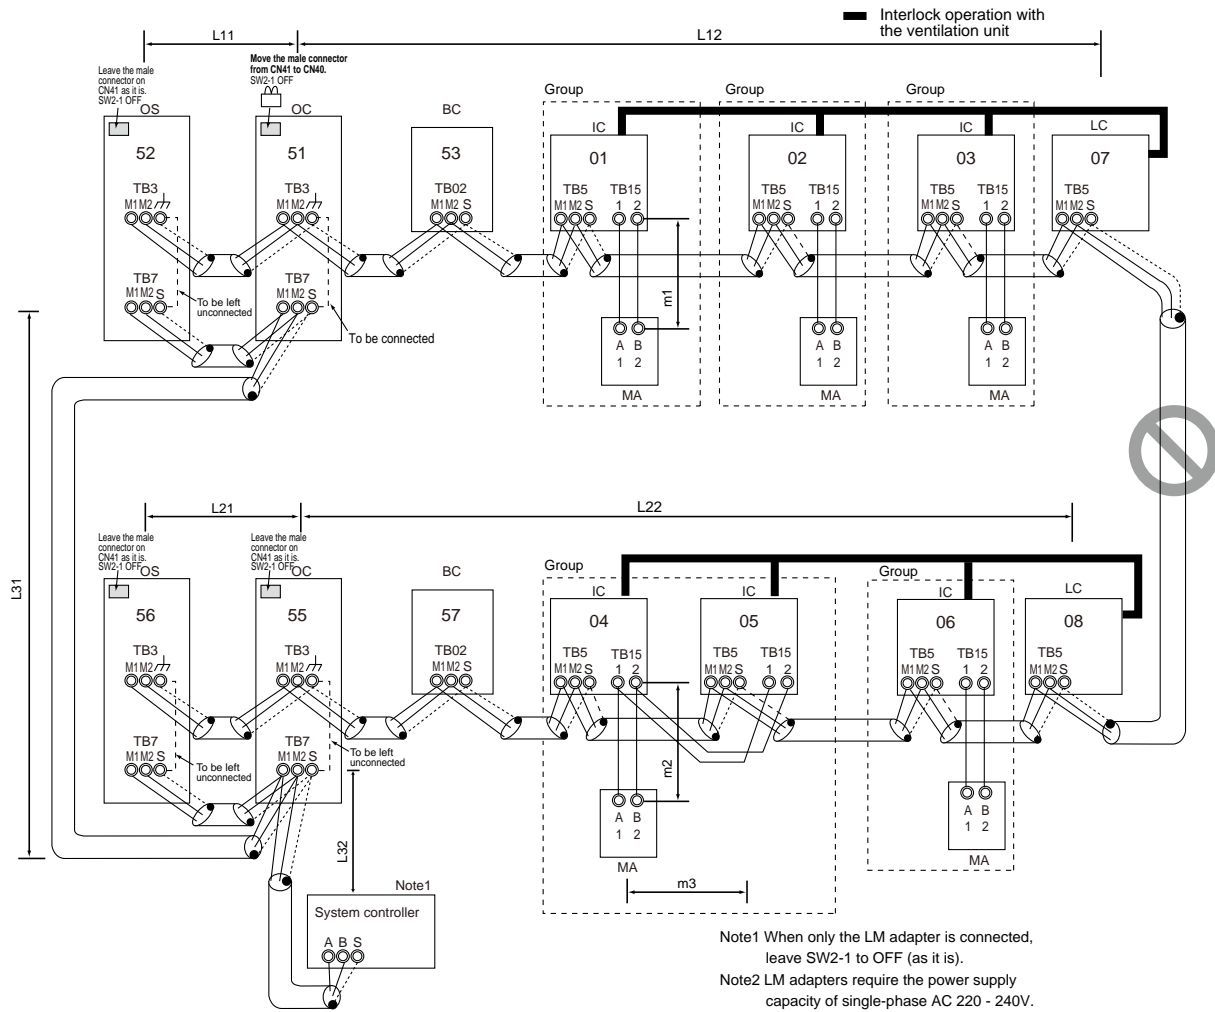 Interlock operation with
the ventilation unit
L11
L12
Leave the male
connector on
CN41 as it is.
SW2-1 OFF
Move the male connector
from CN41 to CN40.
SW2-1 OFF
OS
OC
BC
Group
Group
Group
IC
IC
IC
LC
52
51
53
01
02
03
07
TB3
TB3
TB02
TB5
TB15
TB5
TB15
TB5
TB15
TB5
M1 M2
M1 M2
M1 M2 S
M1 M2 S
1 2
M1 M2 S
1 2
M1 M2 S
1 2
M1 M2 S
TB7
TB7
M1 M2 S
M1 M2 S
To be left
unconnected
To be connected
m1
A B
1 2
MA
A B
1 2
MA
A B
1 2
MA
L31
L21
L22
Leave the male
connector on
CN41 as it is.
SW2-1 OFF
Leave the male
connector on
CN41 as it is.
SW2-1 OFF
OS
OC
BC
Group
Group
IC
IC
IC
LC
56
55
57
04
05
06
08
TB3
TB3
TB02
TB5
TB15
TB5
TB15
TB5
TB15
TB5
M1 M2
M1 M2
M1 M2 S
M1 M2 S
1 2
M1 M2 S
1 2
M1 M2 S
1 2
M1 M2 S
TB7
TB7
M1 M2 S
M1 M2 S
To be left
unconnected
To be left
unconnected
m2
A B
1 2
MA
A B
1 2
MA
m3
L32
Note1
System controller
A B S
Note1 When only the LM adapter is connected,
leave SW2-1 to OFF (as it is).
Note2 LM adapters require the power supply
capacity of single-phase AC 220 - 240V.